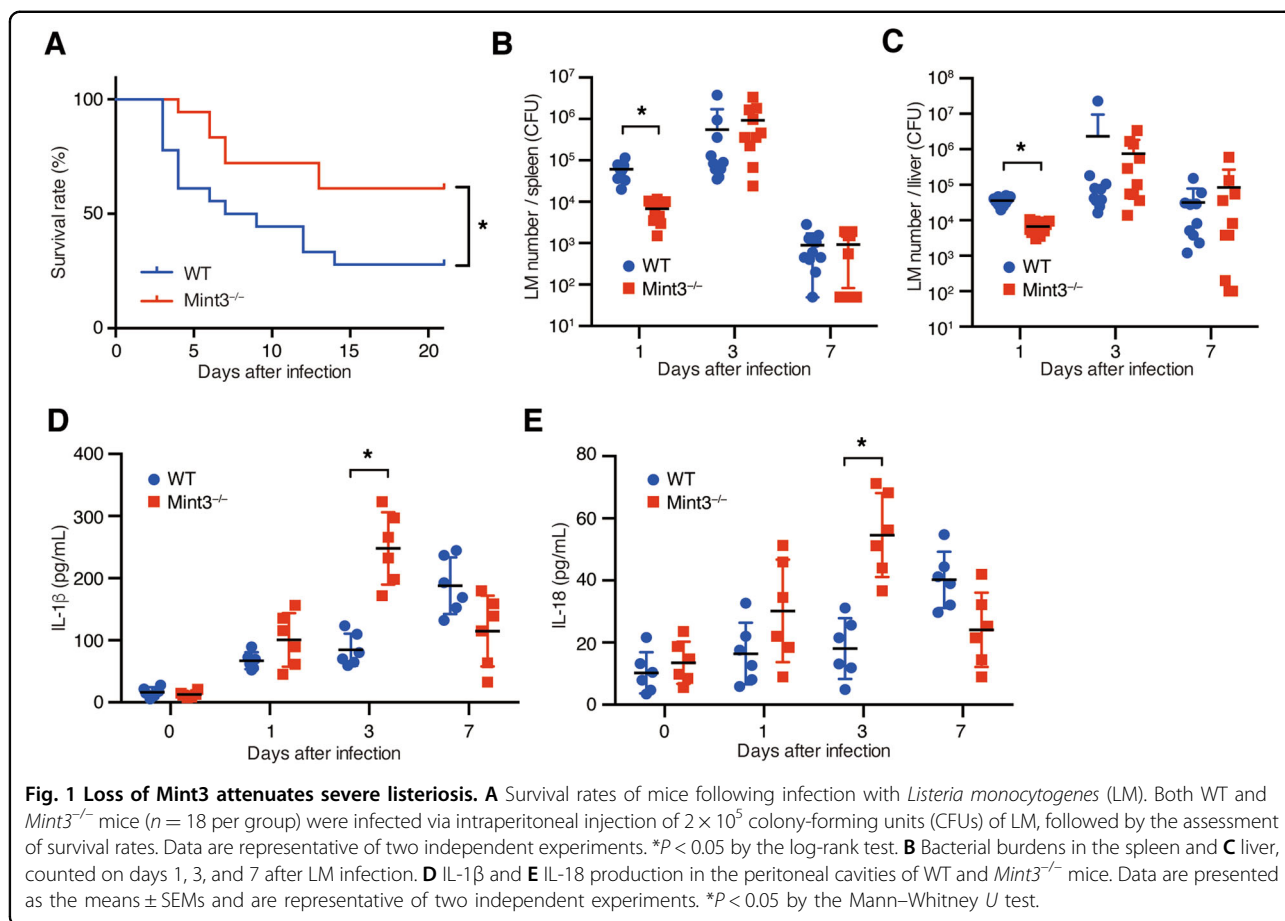 A
Survival rate (%)
100
50
0
WT
Mint3⁻/⁻
*
0 5 10 15 20
Days after infection
B
LM number / spleen (CFU)
10⁷
10⁶
10⁵
10⁴
10³
10²
10¹
*
WT
Mint3⁻/⁻
1 3 7
Days after infection
C
LM number / liver (CFU)
10⁸
10⁷
10⁶
10⁵
10⁴
10³
10²
10¹
*
WT
Mint3⁻/⁻
1 3 7
Days after infection
D
IL-1β (pg/mL)
400
300
200
100
0
WT
Mint3⁻/⁻
*
0 1 3 7
Days after infection
E
IL-18 (pg/mL)
80
60
40
20
0
WT
Mint3⁻/⁻
*
0 1 3 7
Days after infection
Fig. 1 Loss of Mint3 attenuates severe listeriosis. A Survival rates of mice following infection with Listeria monocytogenes (LM). Both WT and
Mint3⁻/⁻ mice (n = 18 per group) were infected via intraperitoneal injection of 2 × 10⁵ colony-forming units (CFUs) of LM, followed by the assessment
of survival rates. Data are representative of two independent experiments. *P < 0.05 by the log-rank test. B Bacterial burdens in the spleen and C liver,
counted on days 1, 3, and 7 after LM infection. D IL-1β and E IL-18 production in the peritoneal cavities of WT and Mint3⁻/⁻ mice. Data are presented
as the means ± SEMs and are representative of two independent experiments. *P < 0.05 by the Mann–Whitney U test.